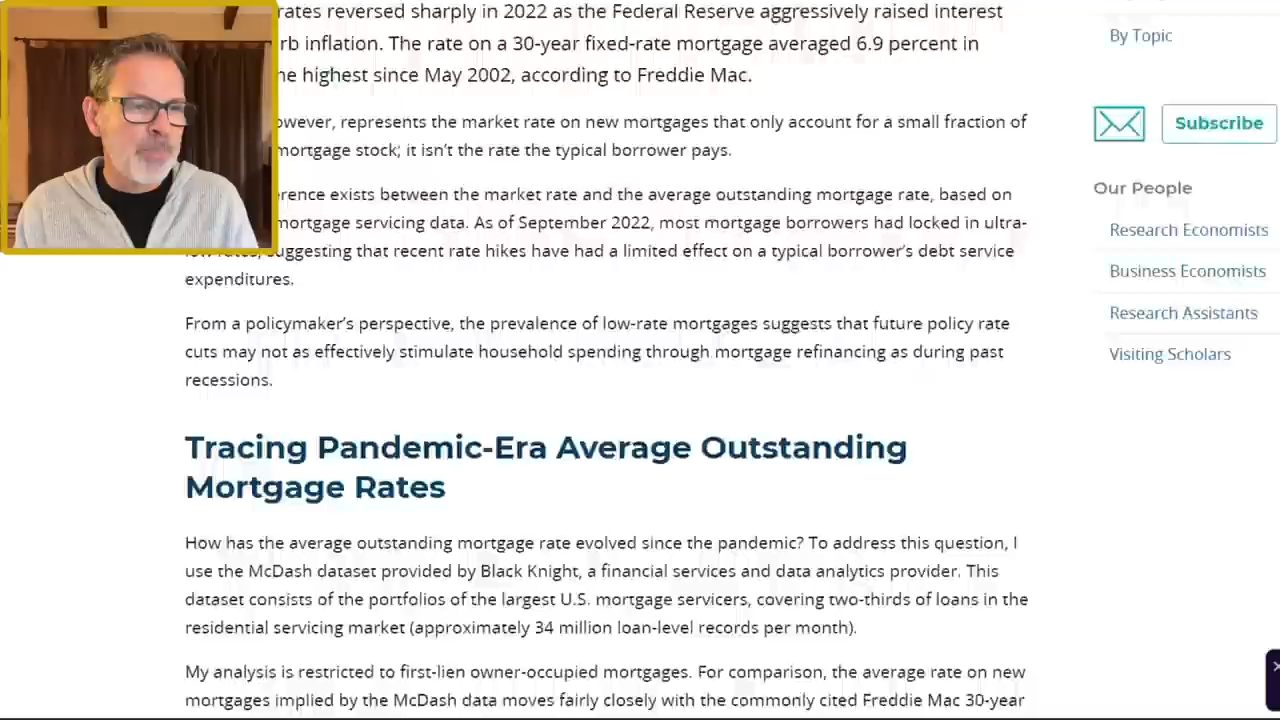 rates reversed sharply in 2022 as the Federal Reserve aggressively raised interest
rb inflation. The rate on a 30-year fixed-rate mortgage averaged 6.9 percent in
he highest since May 2002, according to Freddie Mac.
owever, represents the market rate on new mortgages that only account for a small fraction of
mortgage stock; it isn't the rate the typical borrower pays.
erence exists between the market rate and the average outstanding mortgage rate, based on
mortgage servicing data. As of September 2022, most mortgage borrowers had locked in ultra-
low rates, suggesting that recent rate hikes have had a limited effect on a typical borrower's debt service
expenditures.
From a policymaker's perspective, the prevalence of low-rate mortgages suggests that future policy rate
cuts may not as effectively stimulate household spending through mortgage refinancing as during past
recessions.
Tracing Pandemic-Era Average Outstanding
Mortgage Rates
How has the average outstanding mortgage rate evolved since the pandemic? To address this question, I
use the McDash dataset provided by Black Knight, a financial services and data analytics provider. This
dataset consists of the portfolios of the largest U.S. mortgage servicers, covering two-thirds of loans in the
residential servicing market (approximately 34 million loan-level records per month).
My analysis is restricted to first-lien owner-occupied mortgages. For comparison, the average rate on new
mortgages implied by the McDash data moves fairly closely with the commonly cited Freddie Mac 30-year
By Topic
Subscribe
Our People
Research Economists
Business Economists
Research Assistants
Visiting Scholars